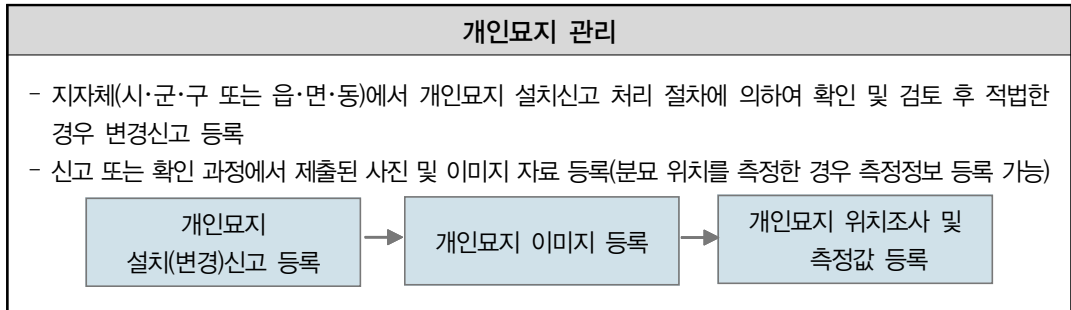 개인묘지 관리
- 지자체(시·군·구 또는 읍·면·동)에서 개인묘지 설치신고 처리 절차에 의하여 확인 및 검토 후 적법한
경우 변경신고 등록
- 신고 또는 확인 과정에서 제출된 사진 및 이미지 자료 등록(분묘 위치를 측정한 경우 측정정보 등록 가능)
개인묘지
설치(변경)신고 등록
개인묘지 이미지 등록
개인묘지 위치조사 및
측정값 등록